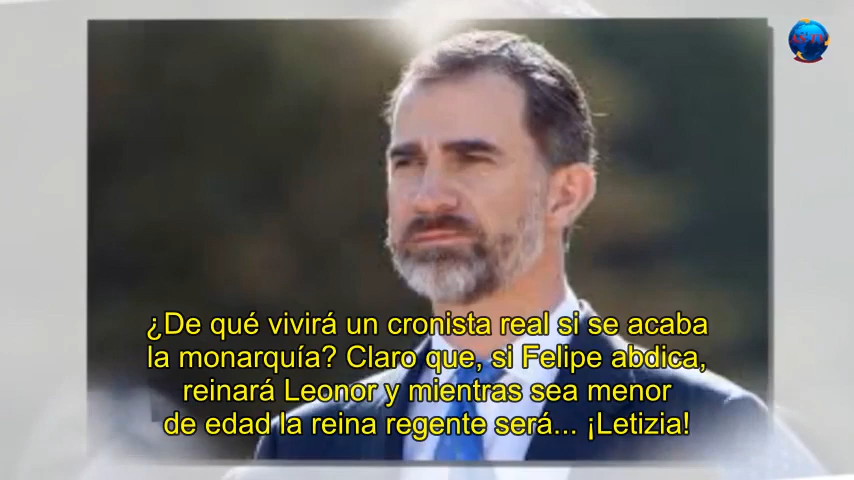 ¿De qué vivirá un cronista real si se acaba
la monarquía? Claro que, si Felipe abdica,
reinará Leonor y mientras sea menor
de edad la reina regente será... ¡Letizia!